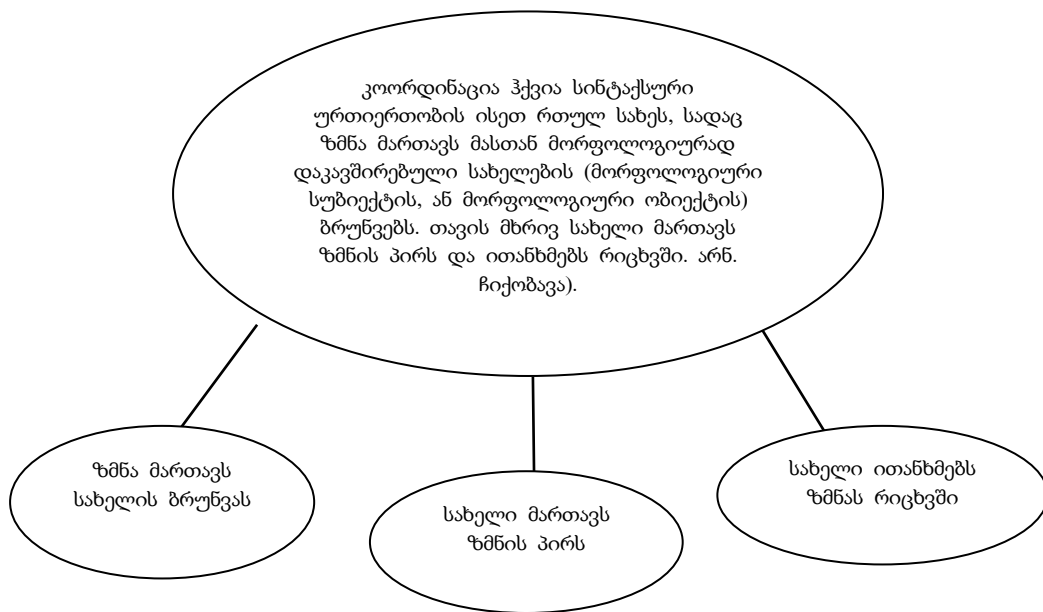 კოორდინაცია ჰქვია სინტაქსური
ურთიერთობის ისეთ რთულ სახეს, სადაც
ზმნა მართავს მასთან მორფოლოგიურად
დაკავშირებული სახელების (მორფოლოგიური
სუბიექტის, ან მორფოლოგიური ობიექტის)
ბრუნვებს. თავის მხრივ სახელი მართავს
ზმნის პირს და ითანხმებს რიცხვში. არნ.
ჩიქობავა).
ზმნა მართავს
სახელის ბრუნვას
სახელი მართავს
ზმნის პირს
სახელი ითანხმებს
ზმნას რიცხვში